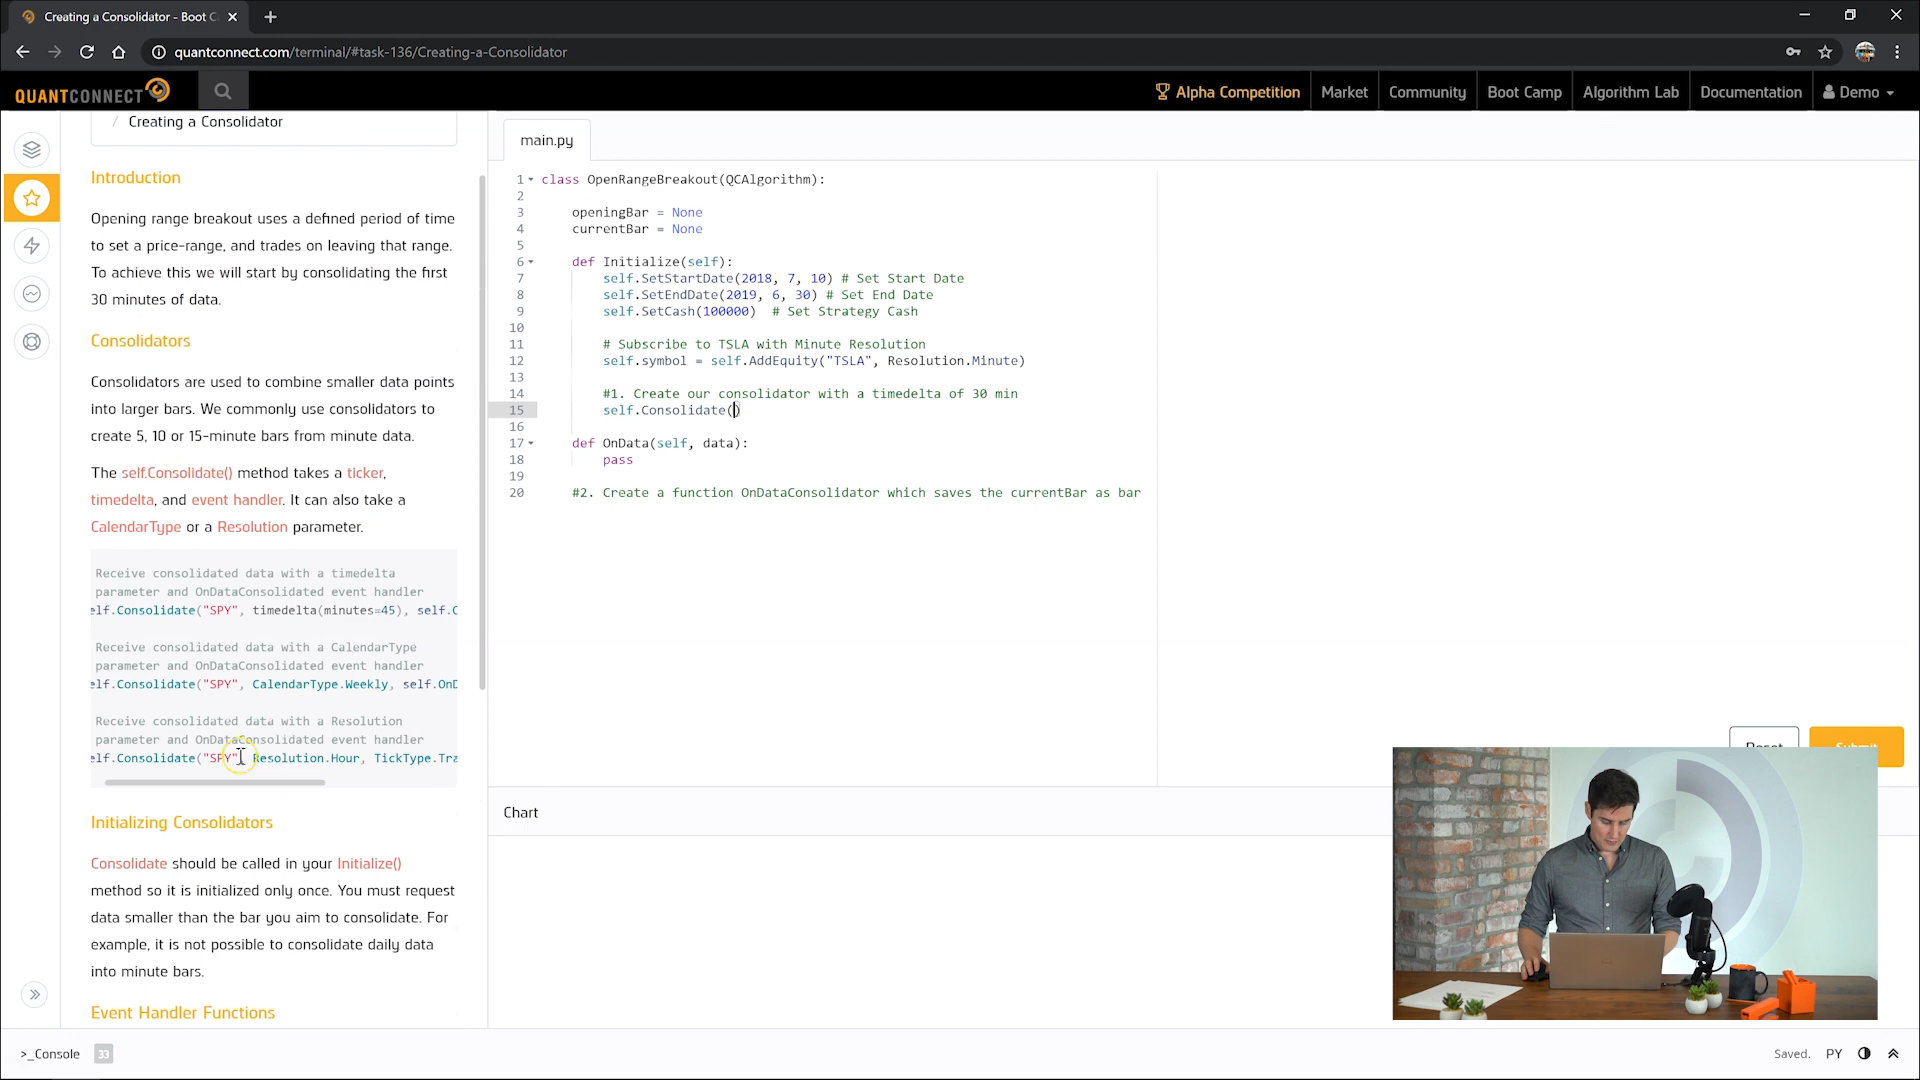 Creating a Consolidator - Boot C
quantconnect.com/terminal/#task-136/Creating-a-Consolidator
QUANTCONNECT
Alpha Competition
Market
Community
Boot Camp
Algorithm Lab
Documentation
Demo
/ Creating a Consolidator
Introduction
Opening range breakout uses a defined period of time
to set a price-range, and trades on leaving that range.
To achieve this we will start by consolidating the first
30 minutes of data.
Consolidators
Consolidators are used to combine smaller data points
into larger bars. We commonly use consolidators to
create 5, 10 or 15-minute bars from minute data.
The self.Consolidate() method takes a ticker,
timedelta, and event handler. It can also take a
CalendarType or a Resolution parameter.
Receive consolidated data with a timedelta
parameter and OnDataConsolidated event handler
elf.Consolidate("SPY", timedelta(minutes=45), self.O
Receive consolidated data with a CalendarType
parameter and OnDataConsolidated event handler
elf.Consolidate("SPY", CalendarType.Weekly, self.OnD
Receive consolidated data with a Resolution
parameter and OnDataConsolidated event handler
elf.Consolidate("SPY", Resolution.Hour, TickType.Tra
Initializing Consolidators
Consolidate should be called in your Initialize()
method so it is initialized only once. You must request
data smaller than the bar you aim to consolidate. For
example, it is not possible to consolidate daily data
into minute bars.
Event Handler Functions
main.py
1 class OpenRangeBreakout(QCAlgorithm):
2
3 openingBar = None
4 currentBar = None
5
6 def Initialize(self):
7 self.SetStartDate(2018, 7, 10) # Set Start Date
8 self.SetEndDate(2019, 6, 30) # Set End Date
9 self.SetCash(100000) # Set Strategy Cash
10
11 # Subscribe to TSLA with Minute Resolution
12 self.symbol = self.AddEquity("TSLA", Resolution.Minute)
13
14 #1. Create our consolidator with a timedelta of 30 min
15 self.Consolidate()
16
17 def OnData(self, data):
18 pass
19
20 #2. Create a function OnDataConsolidator which saves the currentBar as bar
Reset
Submit
Chart
>_Console 33
Saved.
PY